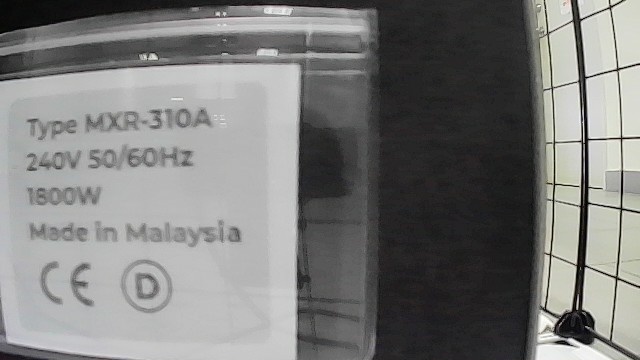 Type MXR-310A
240V 50/60Hz
1800W
Made in Malaysia
CE D